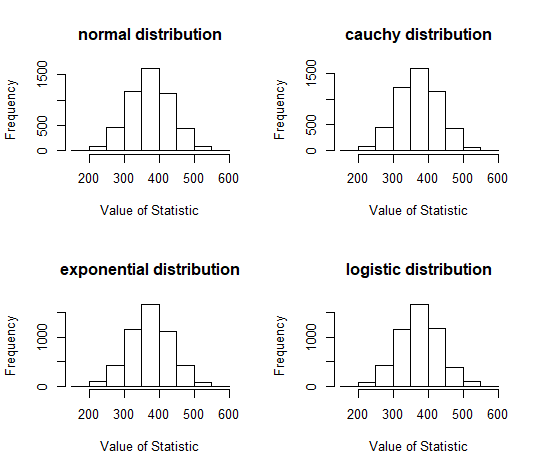 normal distribution
Frequency
0 500 1500
200 300 400 500 600
Value of Statistic
cauchy distribution
Frequency
0 500 1500
200 300 400 500 600
Value of Statistic
exponential distribution
Frequency
0 1000
200 300 400 500 600
Value of Statistic
logistic distribution
Frequency
0 1000
200 300 400 500 600
Value of Statistic